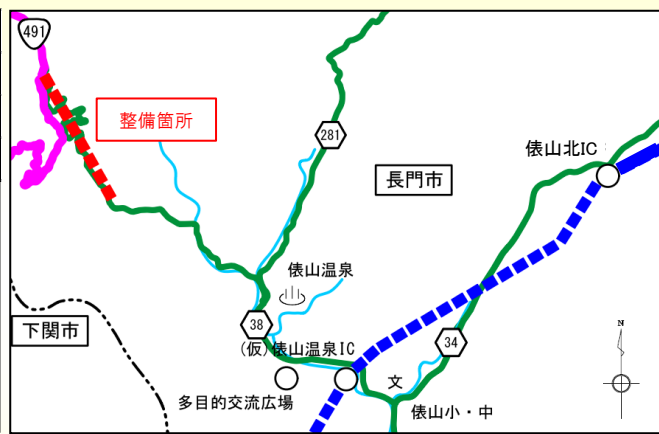 491
整備箇所
281
俵山北IC
長門市
俵山温泉
下関市
38
(仮)俵山温泉IC
34
多目的交流広場
文
俵山小・中
N